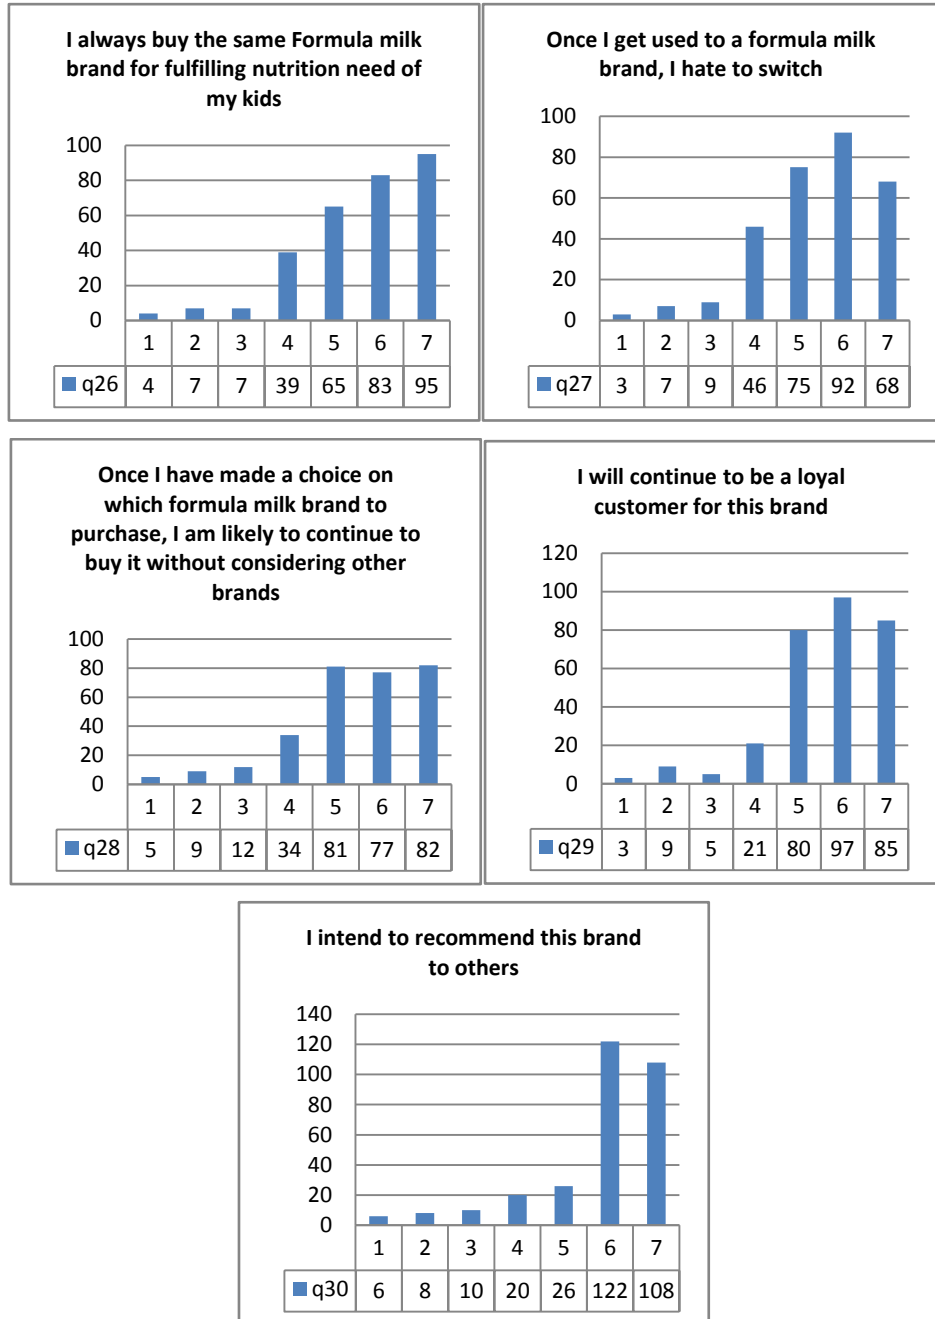 I always buy the same Formula milk
brand for fulfilling nutrition need of
my kids
100
80
60
40
20
0
1 2 3 4 5 6 7
q26 4 7 7 39 65 83 95
Once I get used to a formula milk
brand, I hate to switch
100
80
60
40
20
0
1 2 3 4 5 6 7
q27 3 7 9 46 75 92 68
Once I have made a choice on
which formula milk brand to
purchase, I am likely to continue to
buy it without considering other
brands
100
80
60
40
20
0
1 2 3 4 5 6 7
q28 5 9 12 34 81 77 82
I will continue to be a loyal
customer for this brand
120
100
80
60
40
20
0
1 2 3 4 5 6 7
q29 3 9 5 21 80 97 85
I intend to recommend this brand
to others
140
120
100
80
60
40
20
0
1 2 3 4 5 6 7
q30 6 8 10 20 26 122 108